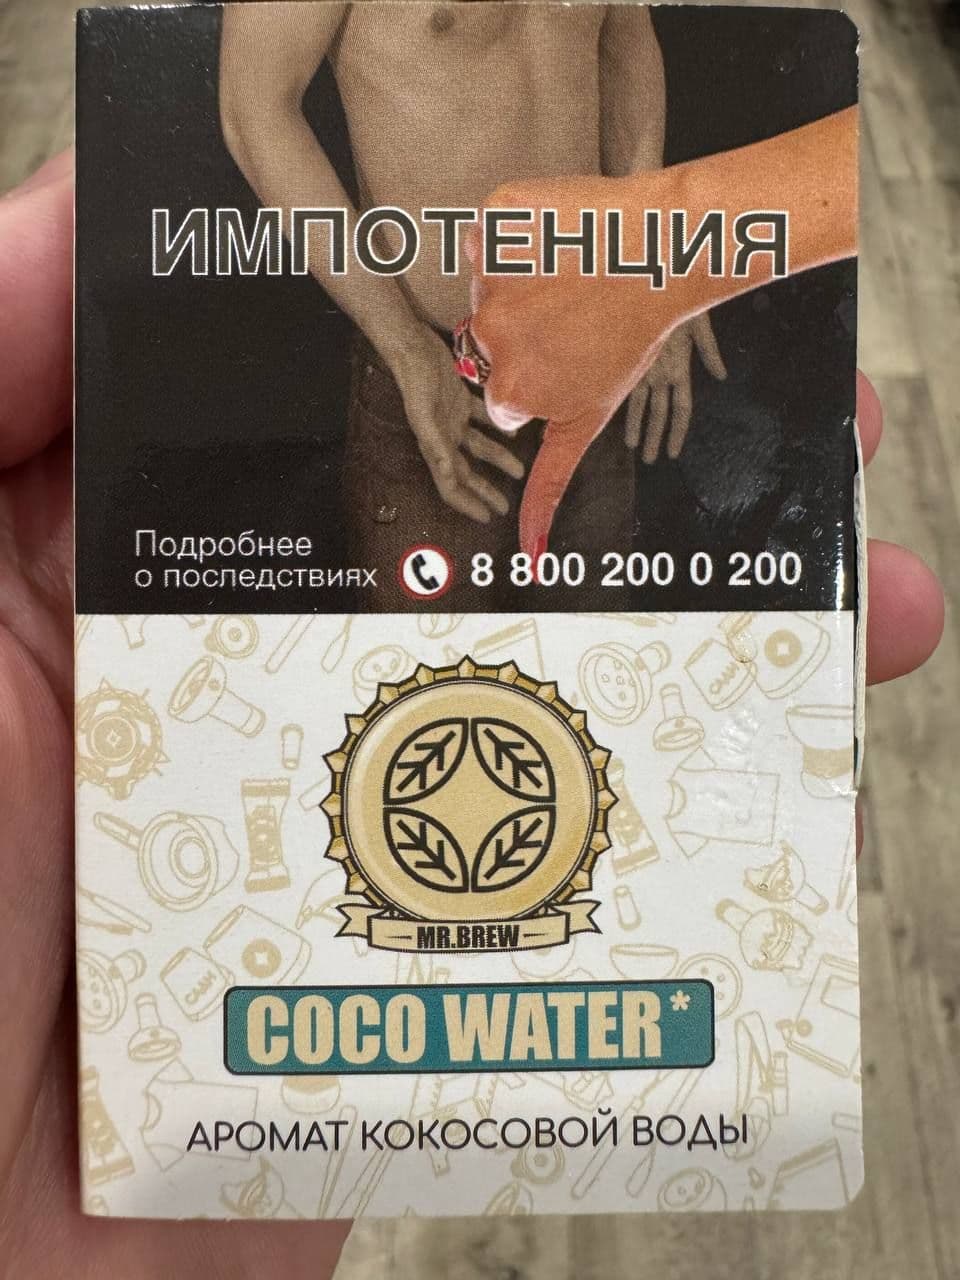 ИМПОТЕНЦИЯ
Подробнее
о последствиях 8 800 200 0 200
MR.BREW
COCO WATER*
АРОМАТ КОКОСОВОЙ ВОДЫ